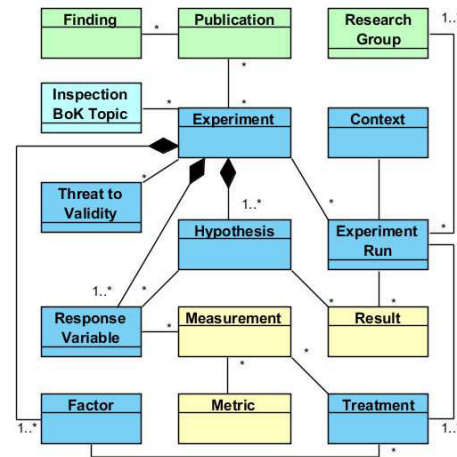 Finding
Publication
Research
Group
1..*
*
*
Inspection
BoK Topic
*
*
Experiment
Context
Threat to
Validity
*
1..*
*
Hypothesis
Experiment
Run
*
1..*
*
*
*
Response
Variable
*
Measurement
Result
*
*
Factor
Metric
Treatment
1..*
1..*
*